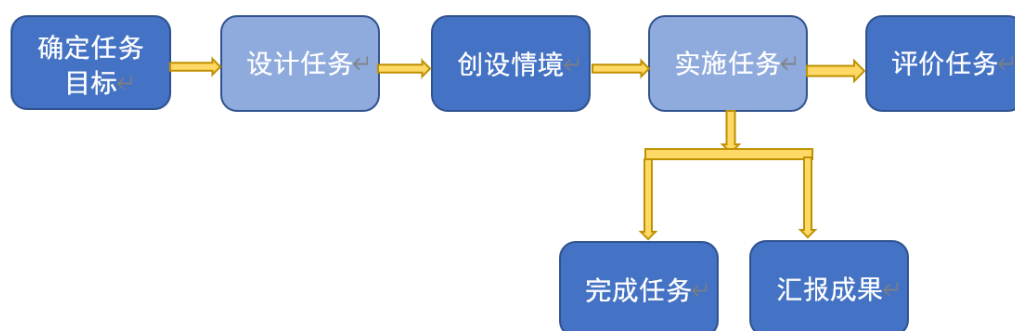 确定任务
目标
设计任务
创设情境
实施任务
评价任务
完成任务
汇报成果